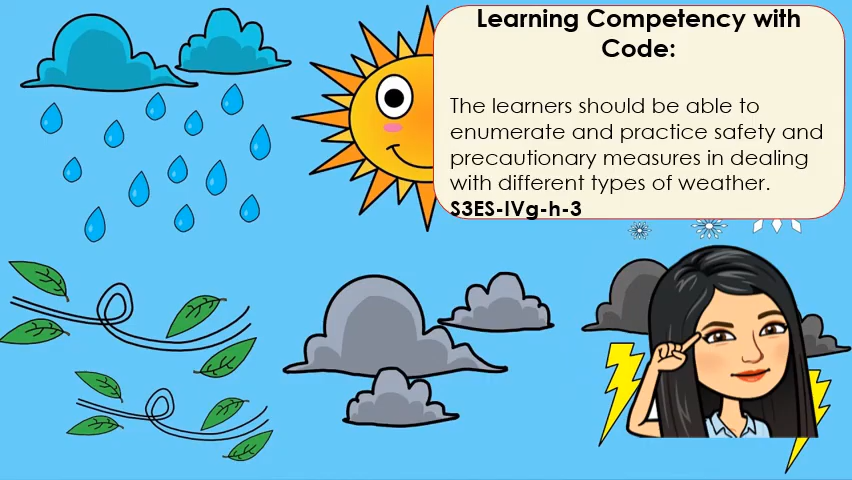 Learning Competency with
Code:
The learners should be able to
enumerate and practice safety and
precautionary measures in dealing
with different types of weather.
S3ES-IVg-h-3